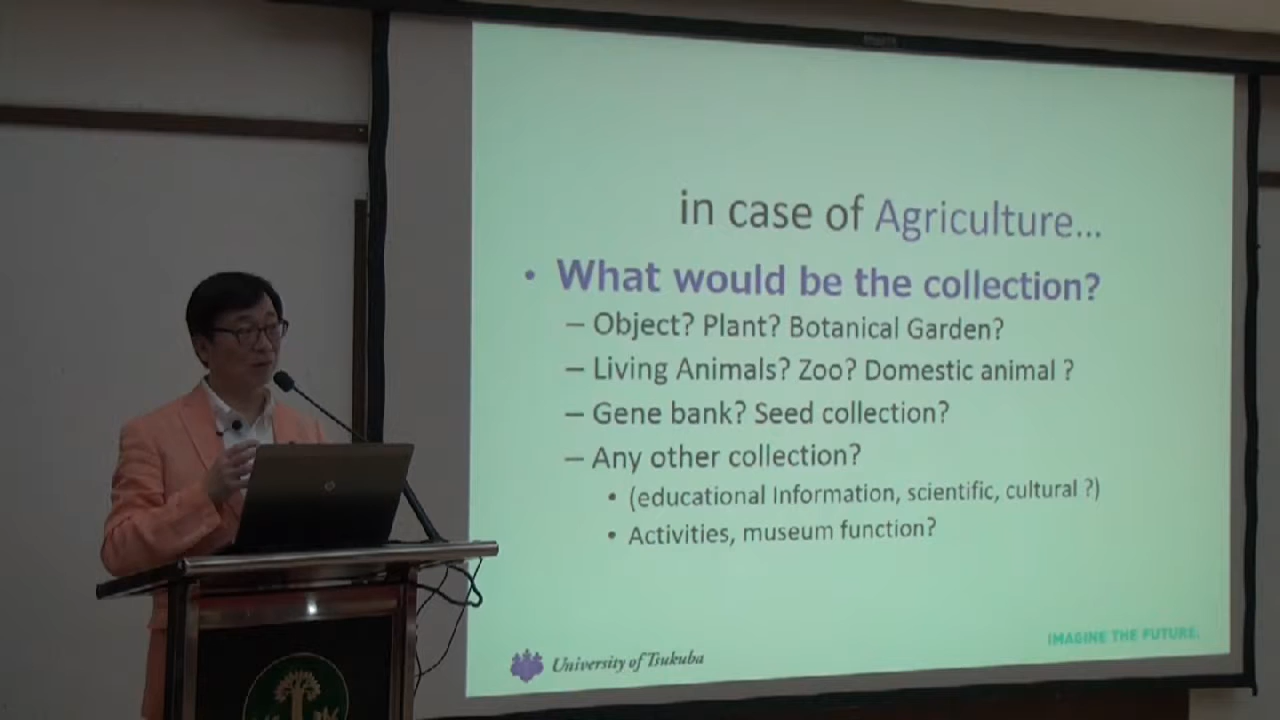 in case of Agriculture...
• What would be the collection?
– Object? Plant? Botanical Garden?
– Living Animals? Zoo? Domestic animal ?
– Gene bank? Seed collection?
– Any other collection?
• (educational Information, scientific, cultural ?)
• Activities, museum function?
IMAGINE THE FUTURE.
University of Tsukuba